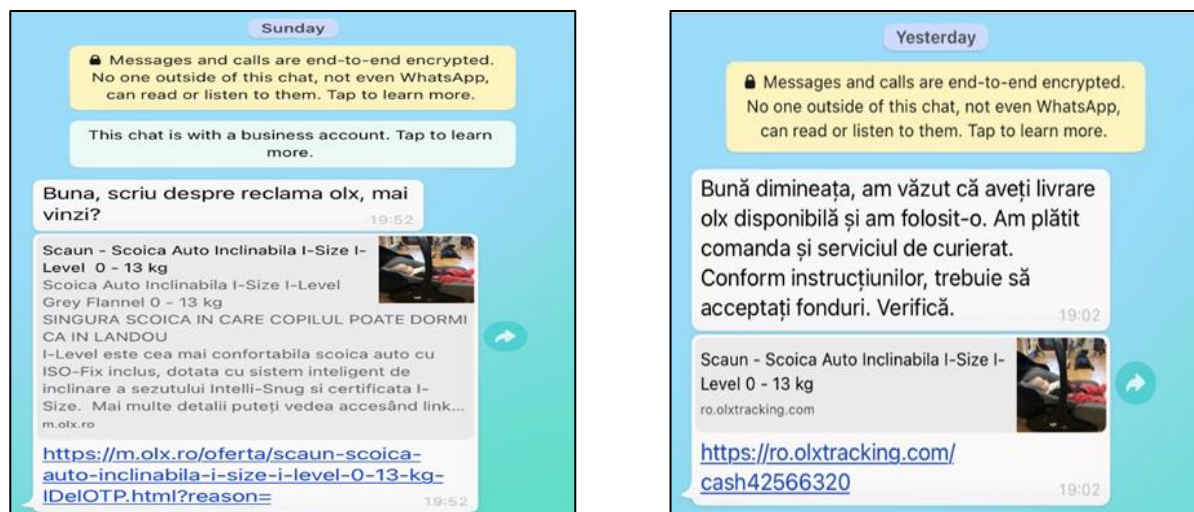 Sunday
Messages and calls are end-to-end encrypted.
No one outside of this chat, not even WhatsApp,
can read or listen to them. Tap to learn more.
This chat is with a business account. Tap to learn
more.
Buna, scriu despre reclama olx, mai
vinzi?
19:52
Scaun - Scoica Auto Inclinabila I-Size I-
Level 0 - 13 kg
Scoica Auto Inclinabila I-Size I-Level
Grey Flannel 0 - 13 kg
SINGURA SCOICA IN CARE COPILUL POATE DORMI
CA IN LANDOU
I-Level este cea mai confortabila scoica auto cu
ISO-Fix inclus, dotata cu sistem inteligent de
inclinare a sezutului Intelli-Snug si certificata I-
Size. Mai multe detalii puteți vedea accesând link...
m.olx.ro
https://m.olx.ro/oferta/scaun-scoica-
auto-inclinabila-i-size-i-level-0-13-kg-
IDelOTP.html?reason=
19:52
Yesterday
Messages and calls are end-to-end encrypted.
No one outside of this chat, not even WhatsApp,
can read or listen to them. Tap to learn more.
Bună dimineața, am văzut că aveți livrare
olx disponibilă și am folosit-o. Am plătit
comanda și serviciul de curierat.
Conform instrucțiunilor, trebuie să
acceptați fonduri. Verifică.
19:02
Scaun - Scoica Auto Inclinabila I-Size I-
Level 0 - 13 kg
ro.olxtracking.com
https://ro.olxtracking.com/
cash42566320
19:02